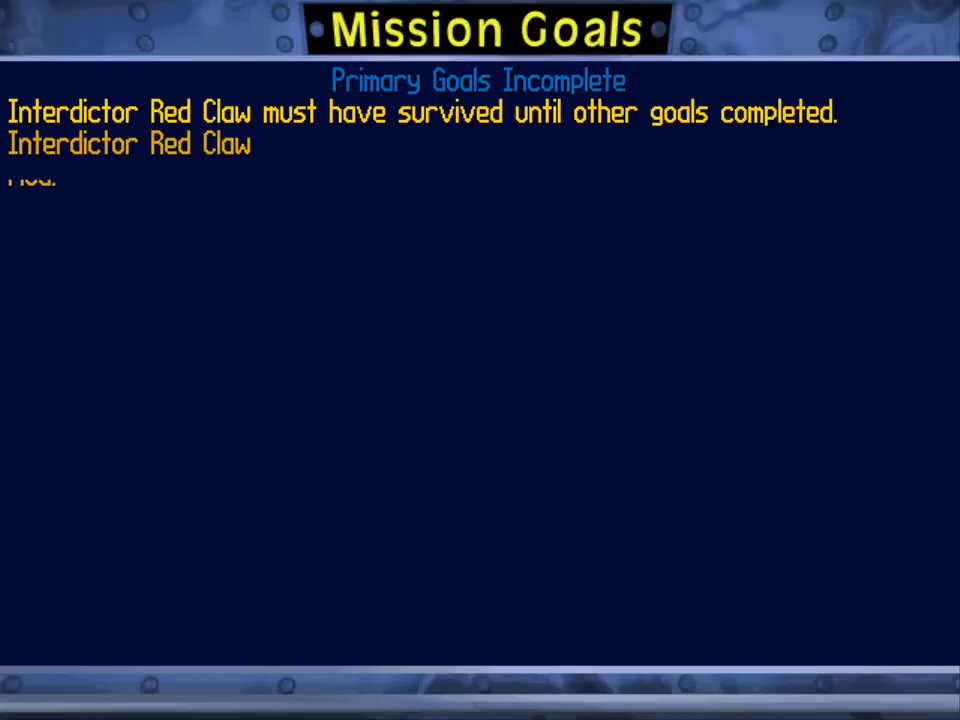 Mission Goals
Primary Goals Incomplete
Interdictor Red Claw must have survived until other goals completed.
Interdictor Red Claw